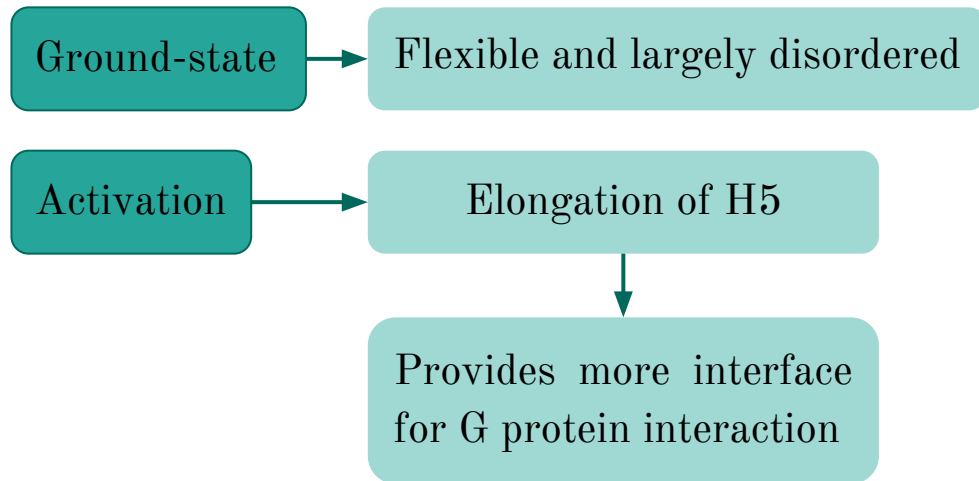 Ground-state
Flexible and largely disordered
Activation
Elongation of H5
Provides more interface
for G protein interaction